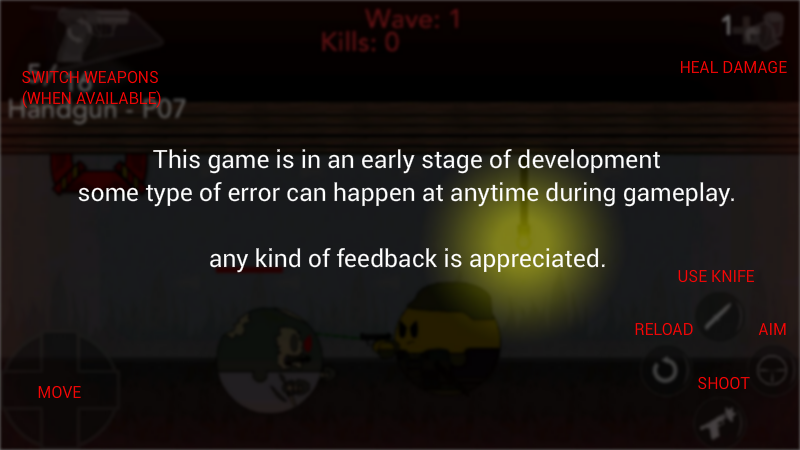 Wave: 1
Kills: 0
1
HEAL DAMAGE
SWITCH WEAPONS
(WHEN AVAILABLE)
Handgun - P07
This game is in an early stage of development
some type of error can happen at anytime during gameplay.
any kind of feedback is appreciated.
USE KNIFE
RELOAD
AIM
SHOOT
MOVE